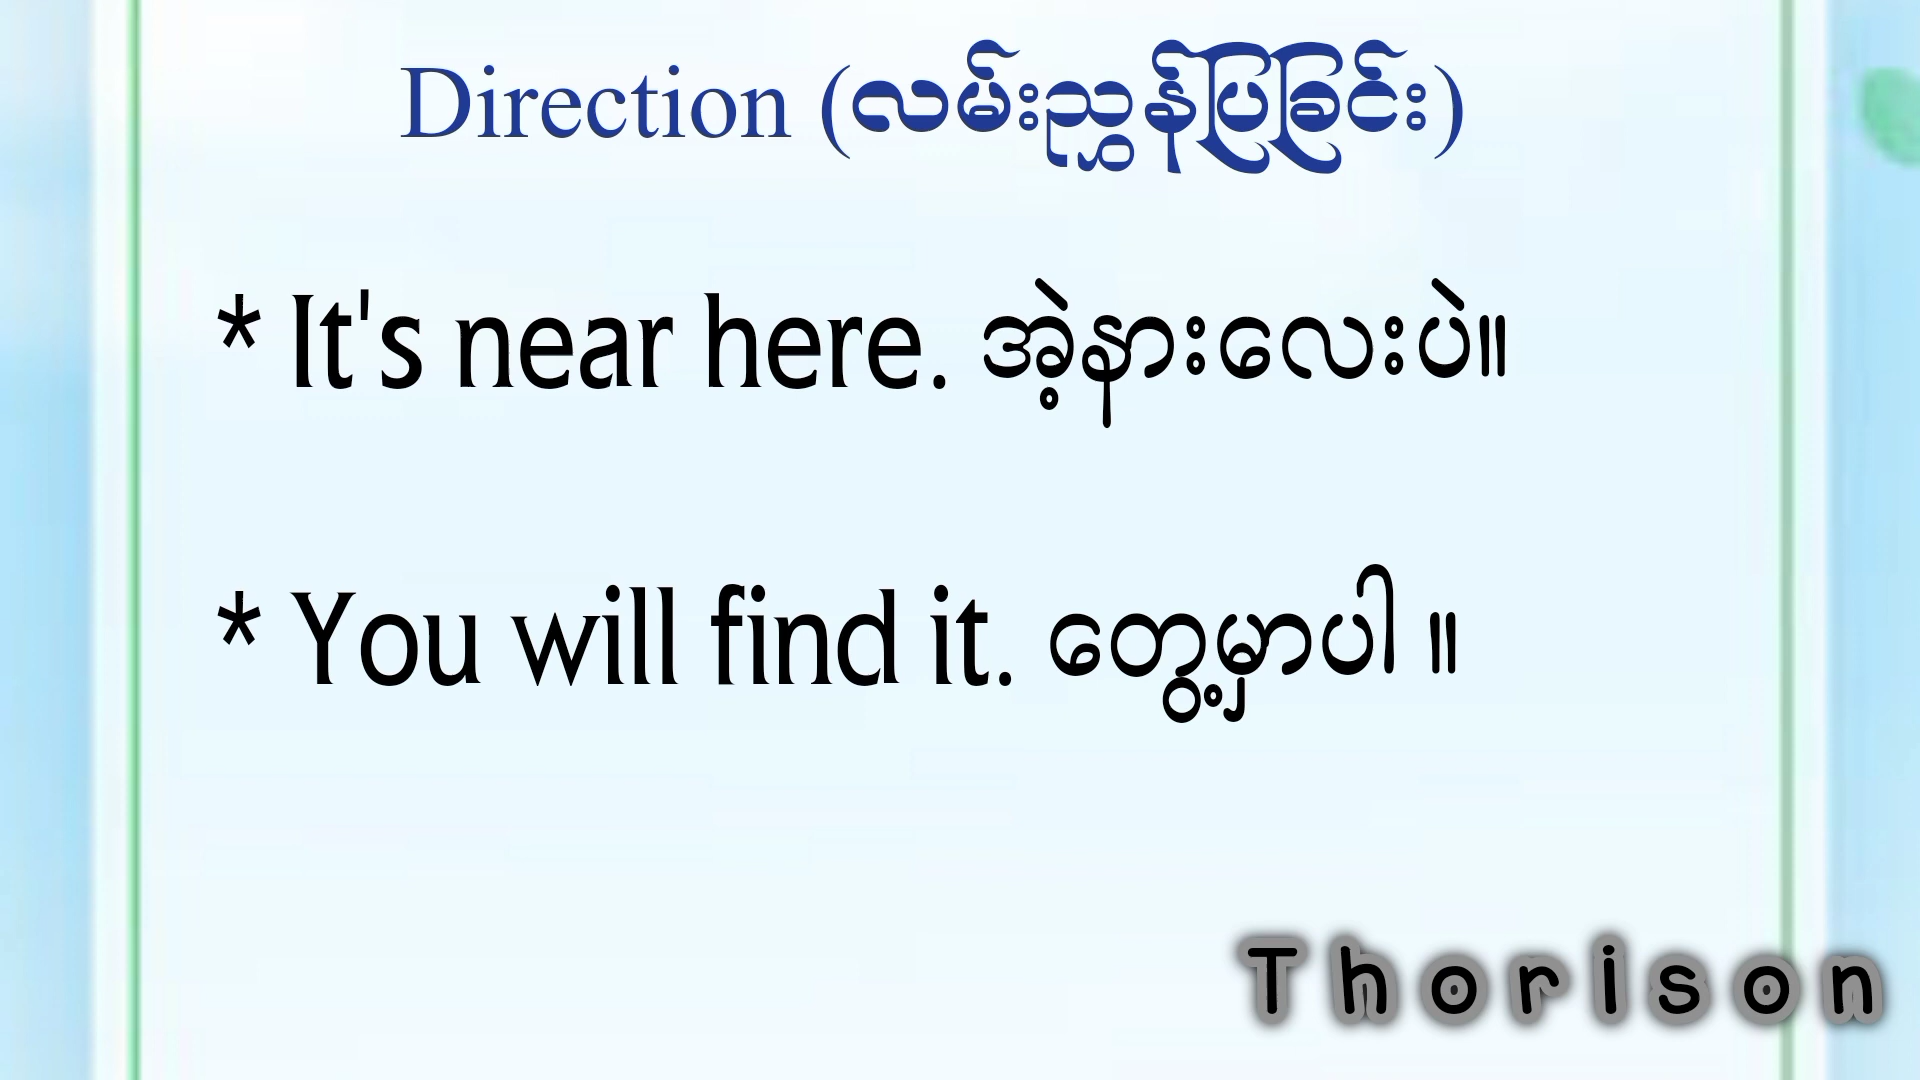 Direction (လမ်းညွှန်ပြခြင်း)
* It's near here. အဲ့နားလေးပဲ။
* You will find it. တွေ့မှာပါ ။
Thorison